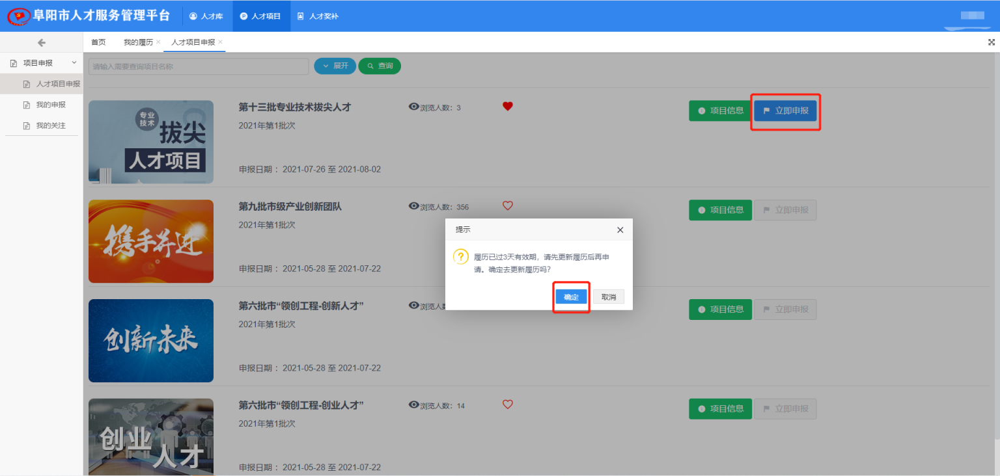 阜阳市人才服务管理平台
人才库
人才项目
人才奖补
首页
我的履历
人才项目申报
项目申报
人才项目申报
我的申报
我的关注
请输入需要查询项目名称
展开
查询
专业
技术
拔尖
人才项目
第十三批专业技术拔尖人才
2021年第1批次
申报日期： 2021-07-26 至 2021-08-02
浏览人数：3
项目信息
立即申报
携手并进
第九批市级产业创新团队
2021年第1批次
申报日期： 2021-05-28 至 2021-07-22
浏览人数：356
项目信息
立即申报
提示
履历已过3天有效期，请先更新履历后再申
请。确定去更新履历吗?
确定
取消
创新未来
第六批市“领创工程-创新人才”
2021年第1批次
申报日期： 2021-05-28 至 2021-07-22
浏览人
项目信息
立即申报
创业
人才
第六批市“领创工程-创业人才”
2021年第1批次
申报日期： 2021-05-28 至 2021-07-22
浏览人数：14
项目信息
立即申报